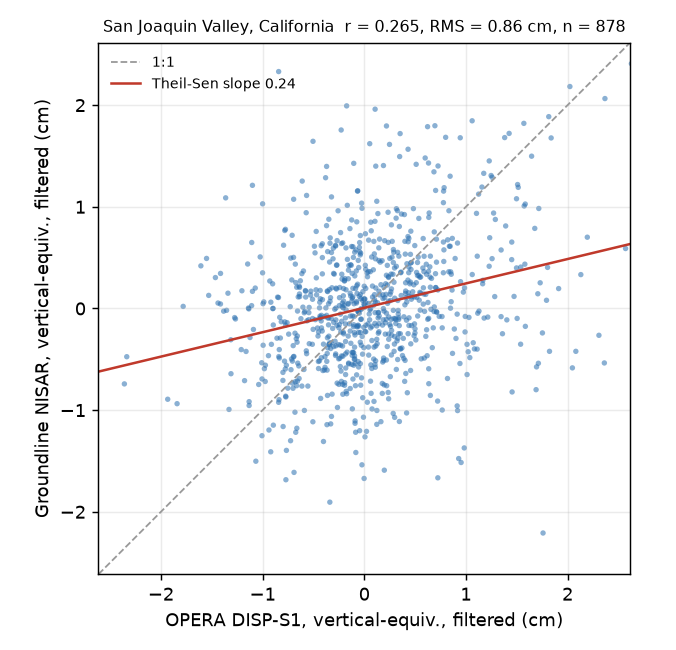 San Joaquin Valley, California  r = 0.265, RMS = 0.86 cm, n = 878
1:1
Theil-Sen slope 0.24
Groundline NISAR, vertical-equiv., filtered (cm)
2
1
0
−1
−2
−2 −1 0 1 2
OPERA DISP-S1, vertical-equiv., filtered (cm)